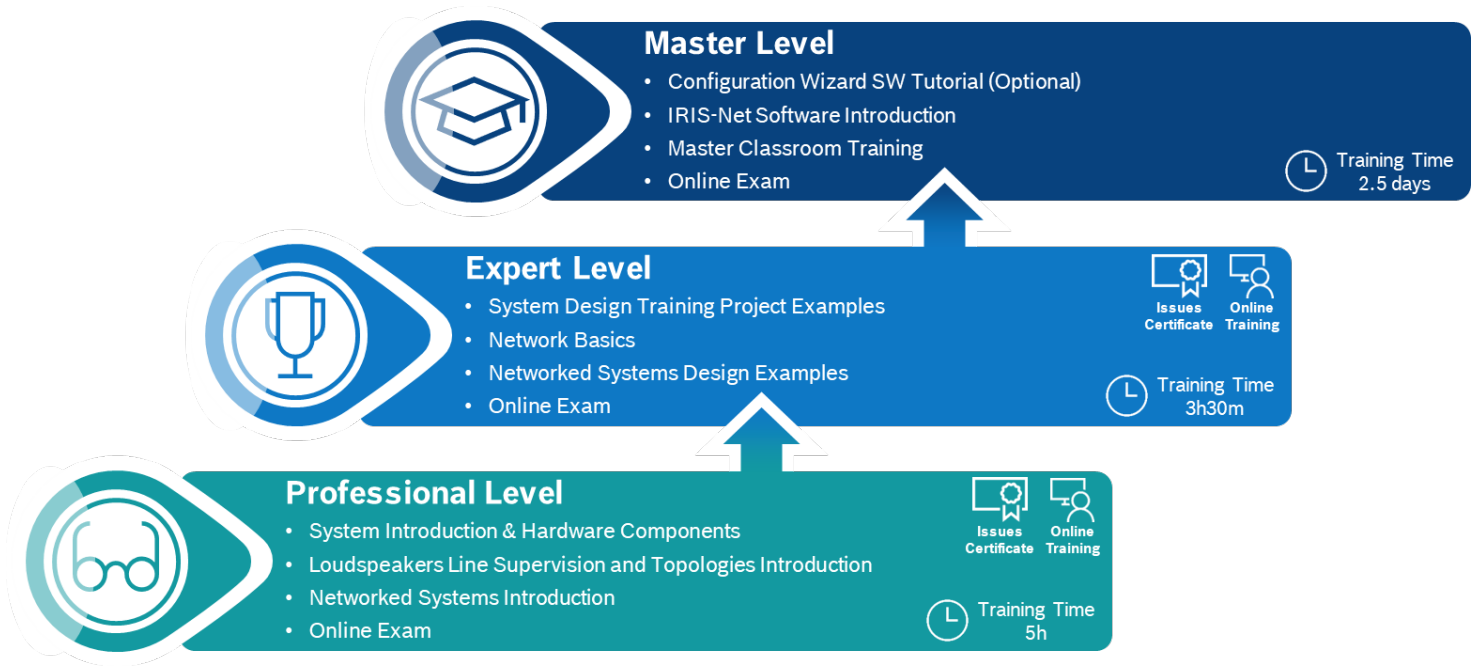 Master Level
• Configuration Wizard SW Tutorial (Optional)
• IRIS-Net Software Introduction
• Master Classroom Training
• Online Exam
Training Time
2.5 days
Expert Level
• System Design Training Project Examples
• Network Basics
• Networked Systems Design Examples
• Online Exam
Issues
Certificate
Online
Training
Training Time
3h30m
Professional Level
• System Introduction & Hardware Components
• Loudspeakers Line Supervision and Topologies Introduction
• Networked Systems Introduction
• Online Exam
Issues
Certificate
Online
Training
Training Time
5h